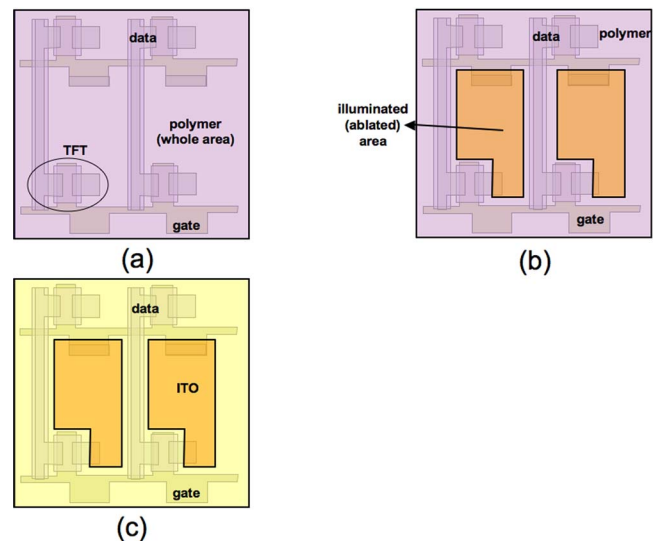 data
polymer
(whole area)
TFT
gate
(a)
data
polymer
illuminated
(ablated)
area
gate
(b)
data
ITO
gate
(c)